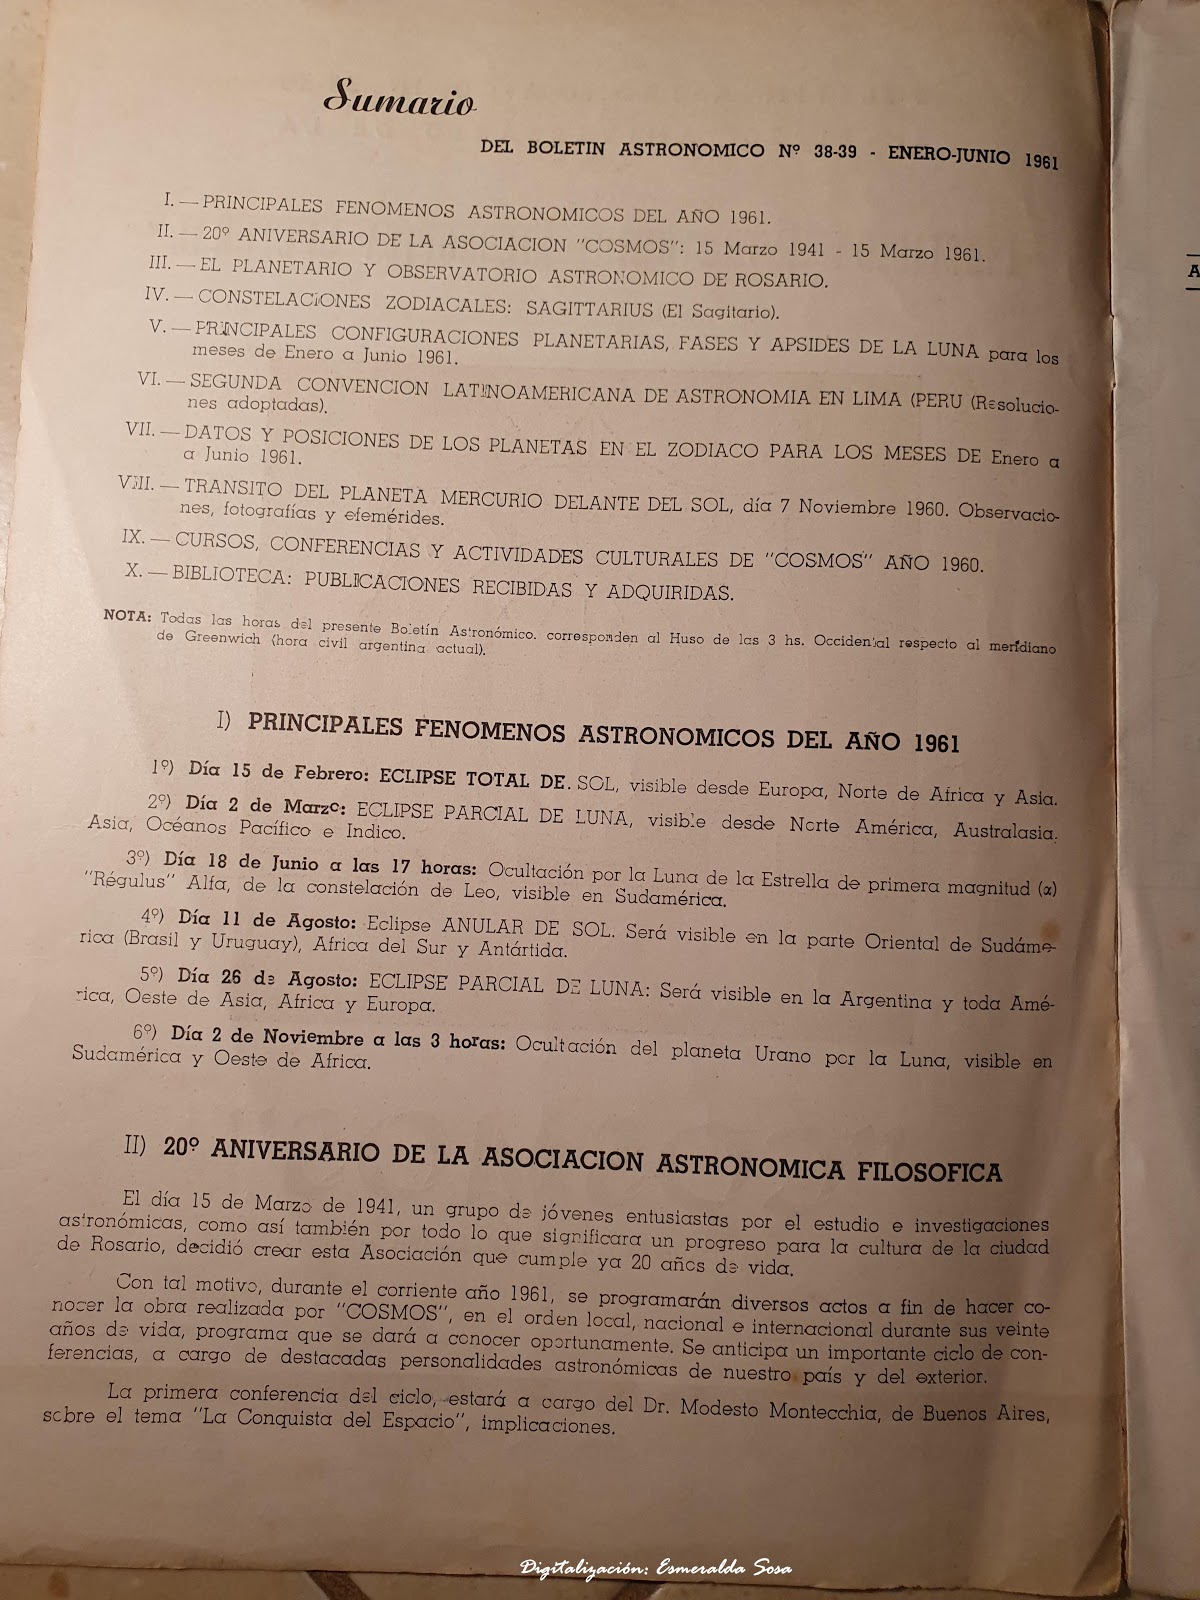 Sumario
DEL BOLETIN ASTRONOMICO Nº 38-39 - ENERO-JUNIO 1961
I. — PRINCIPALES FENOMENOS ASTRONOMICOS DEL AÑO 1961.
II. — 20º ANIVERSARIO DE LA ASOCIACION "COSMOS": 15 Marzo 1941 - 15 Marzo 1961.
III. — EL PLANETARIO Y OBSERVATORIO ASTRONOMICO DE ROSARIO.
IV. — CONSTELACIONES ZODIACALES: SAGITTARIUS (El Sagitario).
V. — PRINCIPALES CONFIGURACIONES PLANETARIAS, FASES Y APSIDES DE LA LUNA para los
meses de Enero a Junio 1961.
VI. — SEGUNDA CONVENCION LATINOAMERICANA DE ASTRONOMIA EN LIMA (PERU (Resolucio-
nes adoptadas).
VII. — DATOS Y POSICIONES DE LOS PLANETAS EN EL ZODIACO PARA LOS MESES DE Enero a
a Junio 1961.
VIII. — TRANSITO DEL PLANETA MERCURIO DELANTE DEL SOL, día 7 Noviembre 1960. Observacio-
nes, fotografías y efemérides.
IX. — CURSOS, CONFERENCIAS Y ACTIVIDADES CULTURALES DE "COSMOS" AÑO 1960.
X. — BIBLIOTECA: PUBLICACIONES RECIBIDAS Y ADQUIRIDAS.
NOTA: Todas las horas del presente Boletín Astronómico. corresponden al Huso de las 3 hs. Occidental respecto al meridiano
de Greenwich (hora civil argentina actual).
I) PRINCIPALES FENOMENOS ASTRONOMICOS DEL AÑO 1961
1º) Día 15 de Febrero: ECLIPSE TOTAL DE. SOL, visible desde Europa, Norte de Africa y Asia.
2º) Día 2 de Marzo: ECLIPSE PARCIAL DE LUNA, visible desde Norte América, Australasia.
Asia, Océanos Pacífico e Indico.
3º) Día 18 de Junio a las 17 horas: Ocultación por la Luna de la Estrella de primera magnitud (α)
"Régulus" Alfa, de la constelación de Leo, visible en Sudamérica.
4º) Día 11 de Agosto: Eclipse ANULAR DE SOL. Será visible en la parte Oriental de Sudáme-
rica (Brasil y Uruguay), Africa del Sur y Antártida.
5º) Día 26 de Agosto: ECLIPSE PARCIAL DE LUNA: Será visible en la Argentina y toda Amé-
rica, Oeste de Asia, Africa y Europa.
6º) Día 2 de Noviembre a las 3 horas: Ocultación del planeta Urano por la Luna, visible en
Sudamérica y Oeste de Africa.
II) 20º ANIVERSARIO DE LA ASOCIACION ASTRONOMICA FILOSOFICA
El día 15 de Marzo de 1941, un grupo de jóvenes entusiastas por el estudio e investigaciones
astronómicas, como así también por todo lo que significara un progreso para la cultura de la ciudad
de Rosario, decidió crear esta Asociación que cumple ya 20 años de vida.
Con tal motivo, durante el corriente año 1961, se programarán diversos actos a fin de hacer co-
nocer la obra realizada por "COSMOS", en el orden local, nacional e internacional durante sus veinte
años de vida, programa que se dará a conocer oportunamente. Se anticipa un importante ciclo de con-
ferencias, a cargo de destacadas personalidades astronómicas de nuestro país y del exterior.
La primera conferencia del ciclo, estará a cargo del Dr. Modesto Montecchia, de Buenos Aires,
sobre el tema "La Conquista del Espacio", implicaciones.
A
Digitalización: Esmeralda Sosa